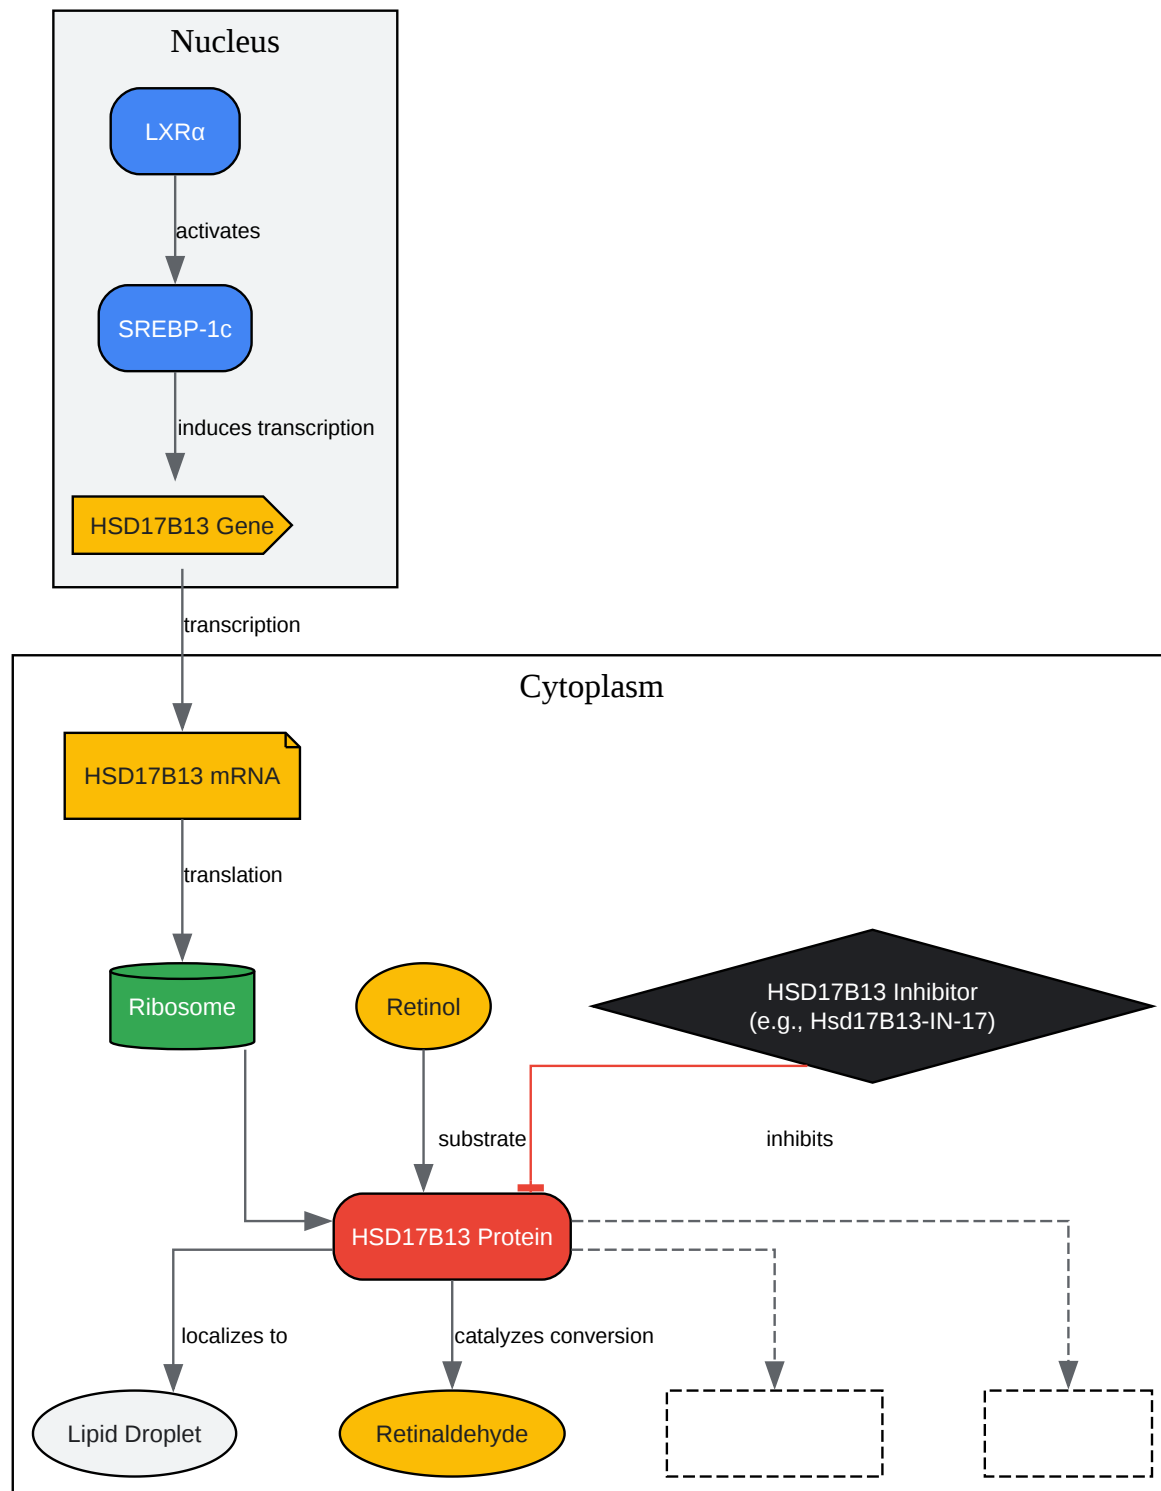 Nucleus
LXRα
activates
SREBP-1c
induces transcription
HSD17B13 Gene
transcription
Cytoplasm
HSD17B13 mRNA
translation
Ribosome
Retinol
HSD17B13 Inhibitor
(e.g., Hsd17B13-IN-17)
substrate
inhibits
HSD17B13 Protein
localizes to
catalyzes conversion
Lipid Droplet
Retinaldehyde